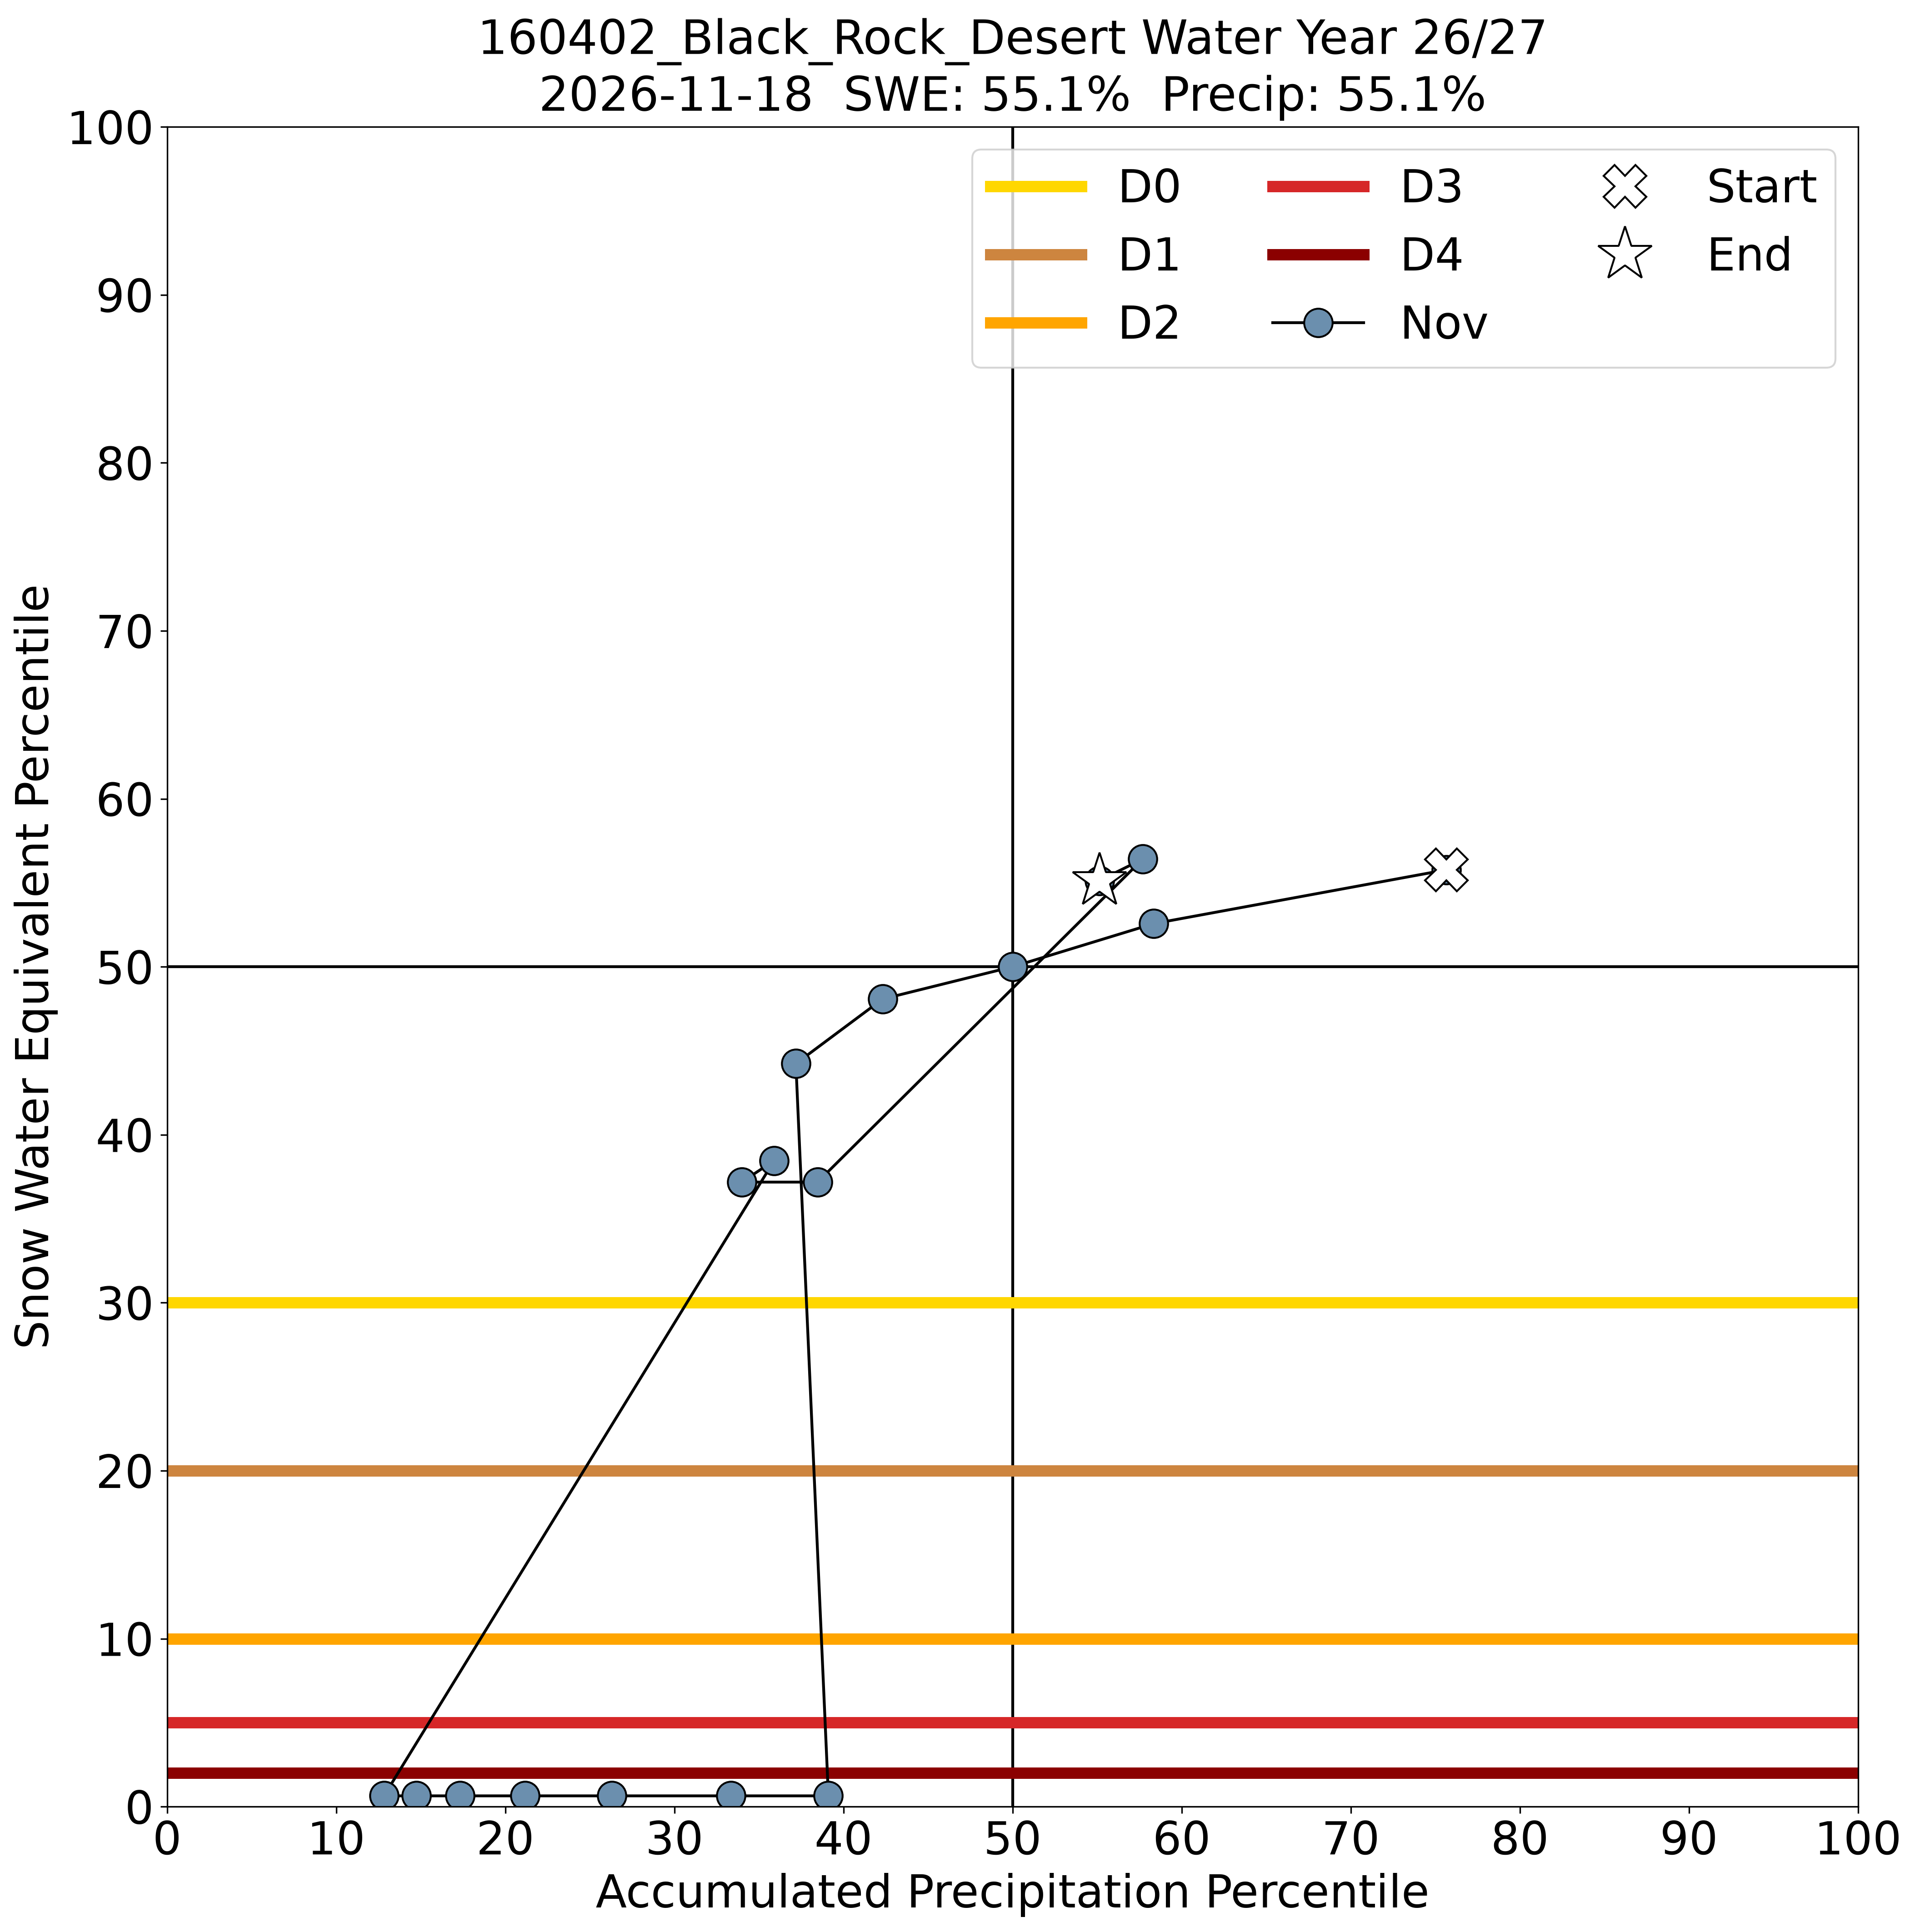 160402_Black_Rock_Desert Water Year 26/27
2026-11-18  SWE: 55.1%  Precip: 55.1%
D0
D1
D2
D3
D4
Nov
Start
End
100
90
80
70
60
50
40
30
20
10
0
Snow Water Equivalent Percentile
0 10 20 30 40 50 60 70 80 90 100
Accumulated Precipitation Percentile